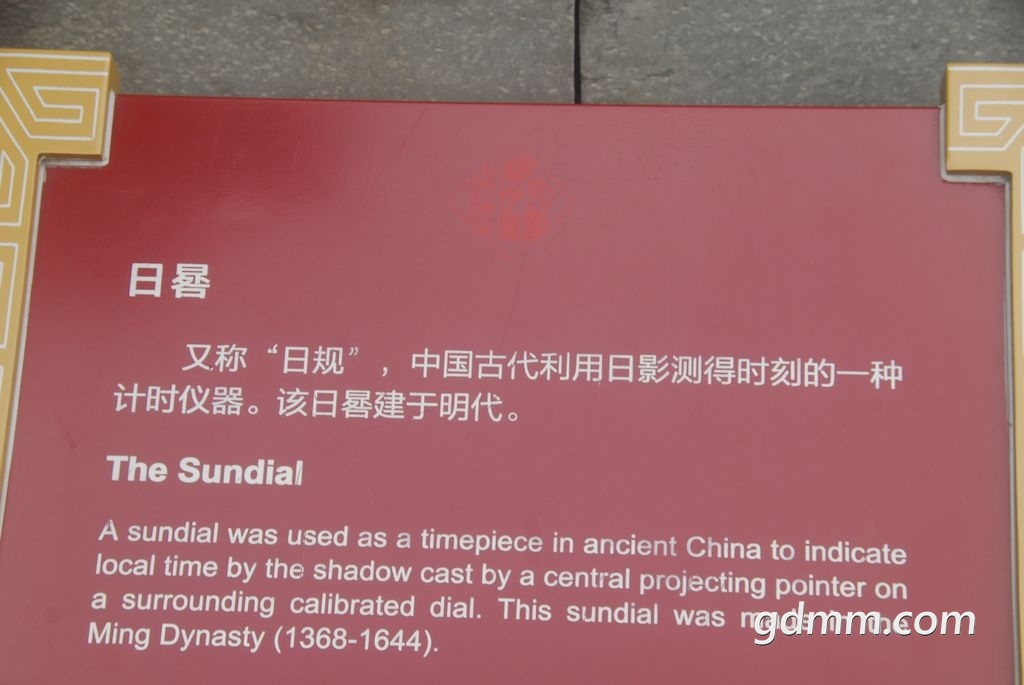 日晷
又称“日规”，中国古代利用日影测得时刻的一种
计时仪器。该日晷建于明代。
The Sundial
A sundial was used as a timepiece in ancient China to indicate
local time by the shadow cast by a central projecting pointer on
a surrounding calibrated dial. This sundial was made in the
Ming Dynasty (1368-1644).
gdmm.com